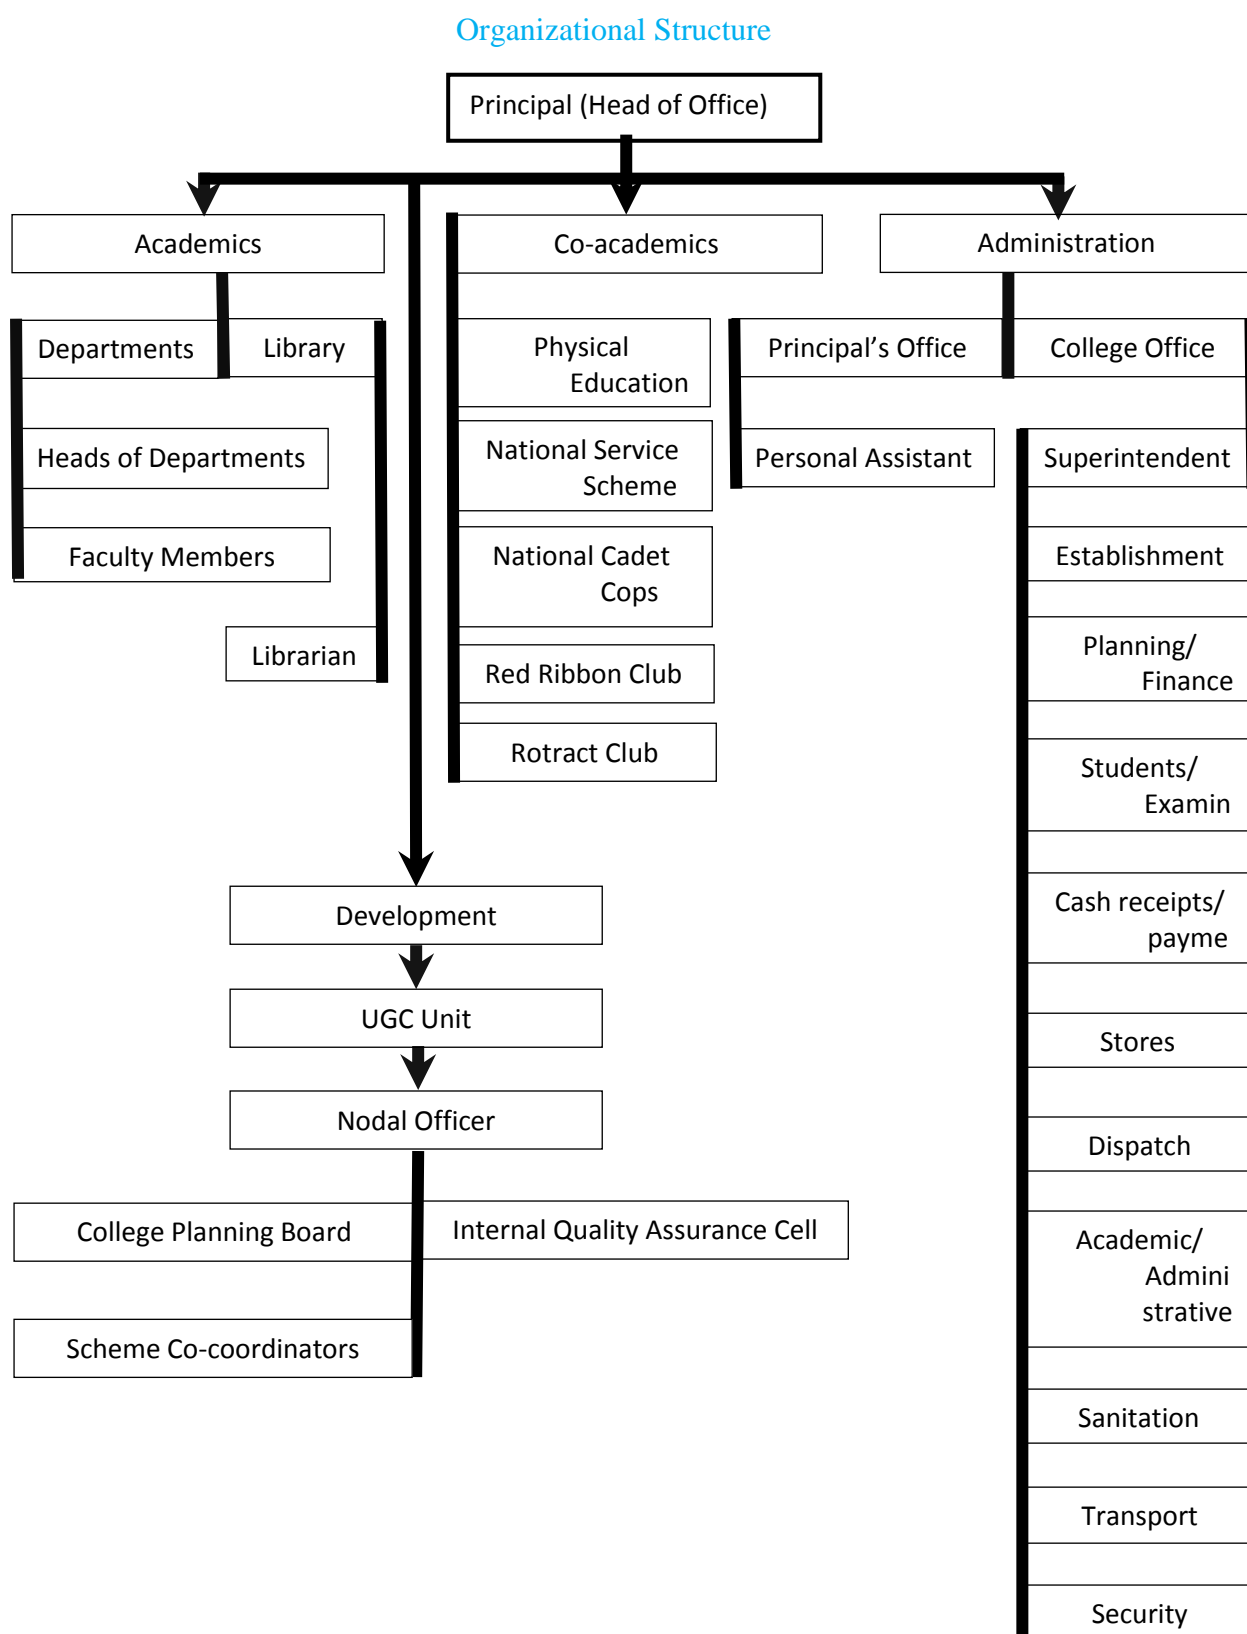 Organizational Structure
Principal (Head of Office)
Academics
Co-academics
Administration
Departments
Library
Physical
Education
Principal’s Office
College Office
Heads of Departments
National Service
Scheme
Personal Assistant
Superintendent
Faculty Members
National Cadet
Cops
Establishment
Librarian
Red Ribbon Club
Planning/
Finance
Rotract Club
Students/
Examin
Development
Cash receipts/
payme
UGC Unit
Stores
Nodal Officer
Dispatch
College Planning Board
Internal Quality Assurance Cell
Academic/
Admini
strative
Scheme Co-coordinators
Sanitation
Transport
Security